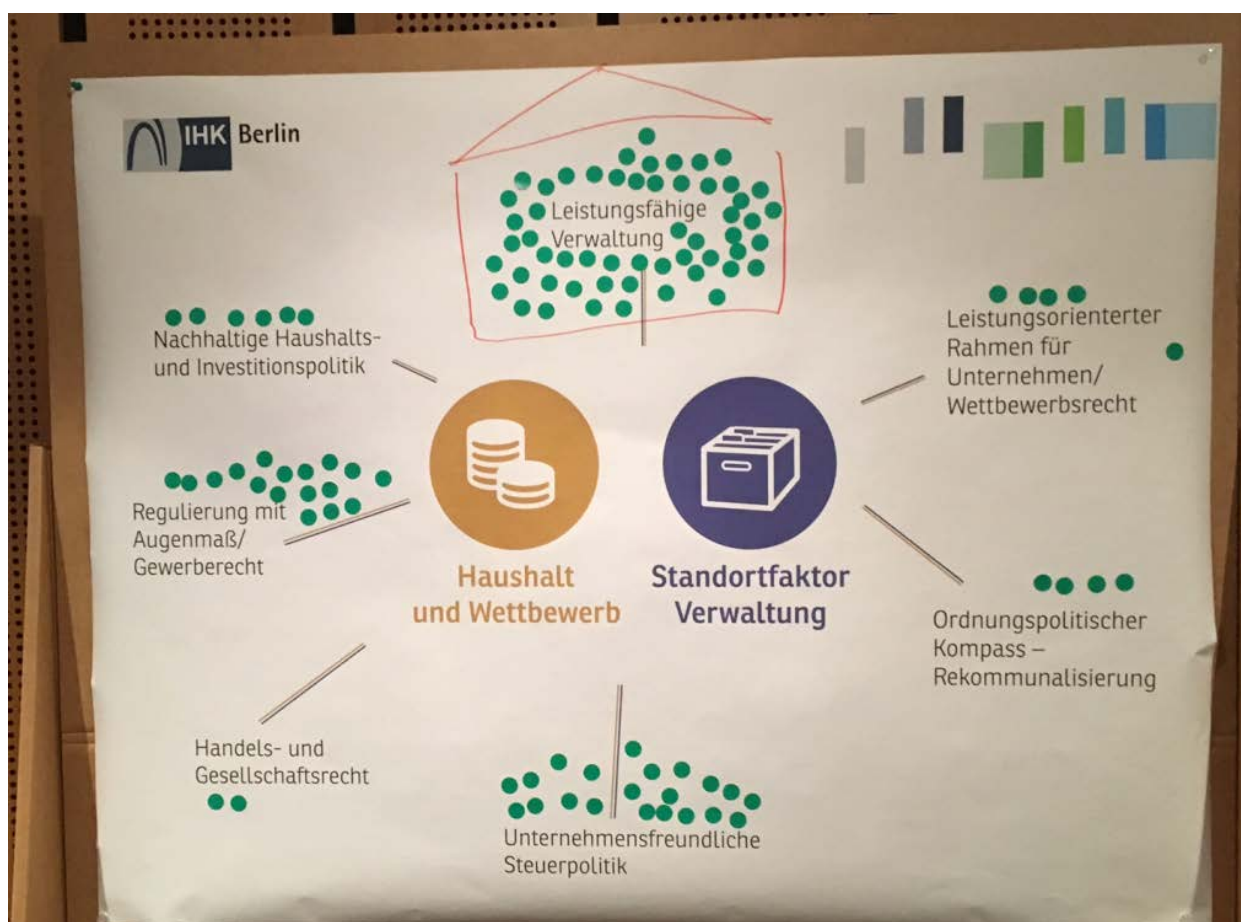 IHK Berlin
Leistungsfähige
Verwaltung
Nachhaltige Haushalts-
und Investitionspolitik
Leistungsorienterter
Rahmen für
Unternehmen/
Wettbewerbsrecht
Regulierung mit
Augenmaß/
Gewerberecht
Haushalt
und Wettbewerb
Standortfaktor
Verwaltung
Ordnungspolitischer
Kompass –
Rekommunalisierung
Handels- und
Gesellschaftsrecht
Unternehmensfreundliche
Steuerpolitik